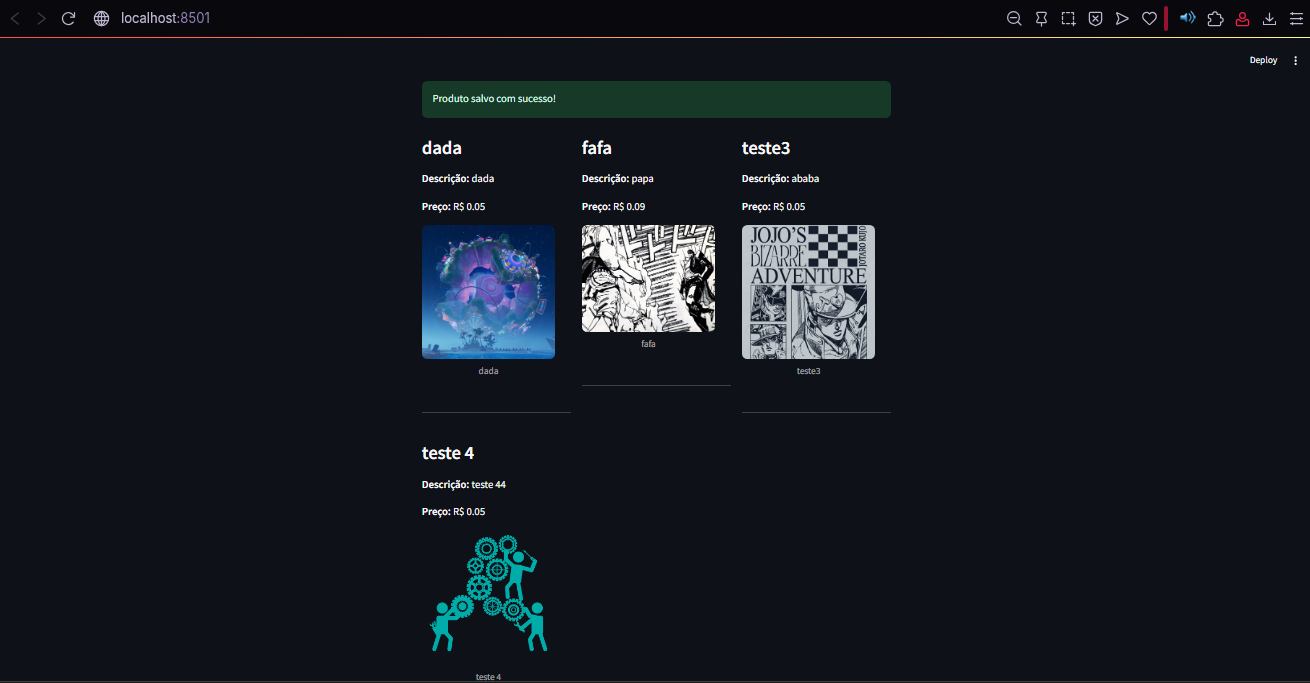 localhost:8501
Deploy
Produto salvo com sucesso!
dada
Descrição: dada
Preço: R$ 0.05
dada
fafa
Descrição: papa
Preço: R$ 0.09
fafa
teste3
Descrição: ababa
Preço: R$ 0.05
JOJO'S
BIZARRE
ADVENTURE
JOTARO KUJO
teste3
teste 4
Descrição: teste 44
Preço: R$ 0.05
teste 4